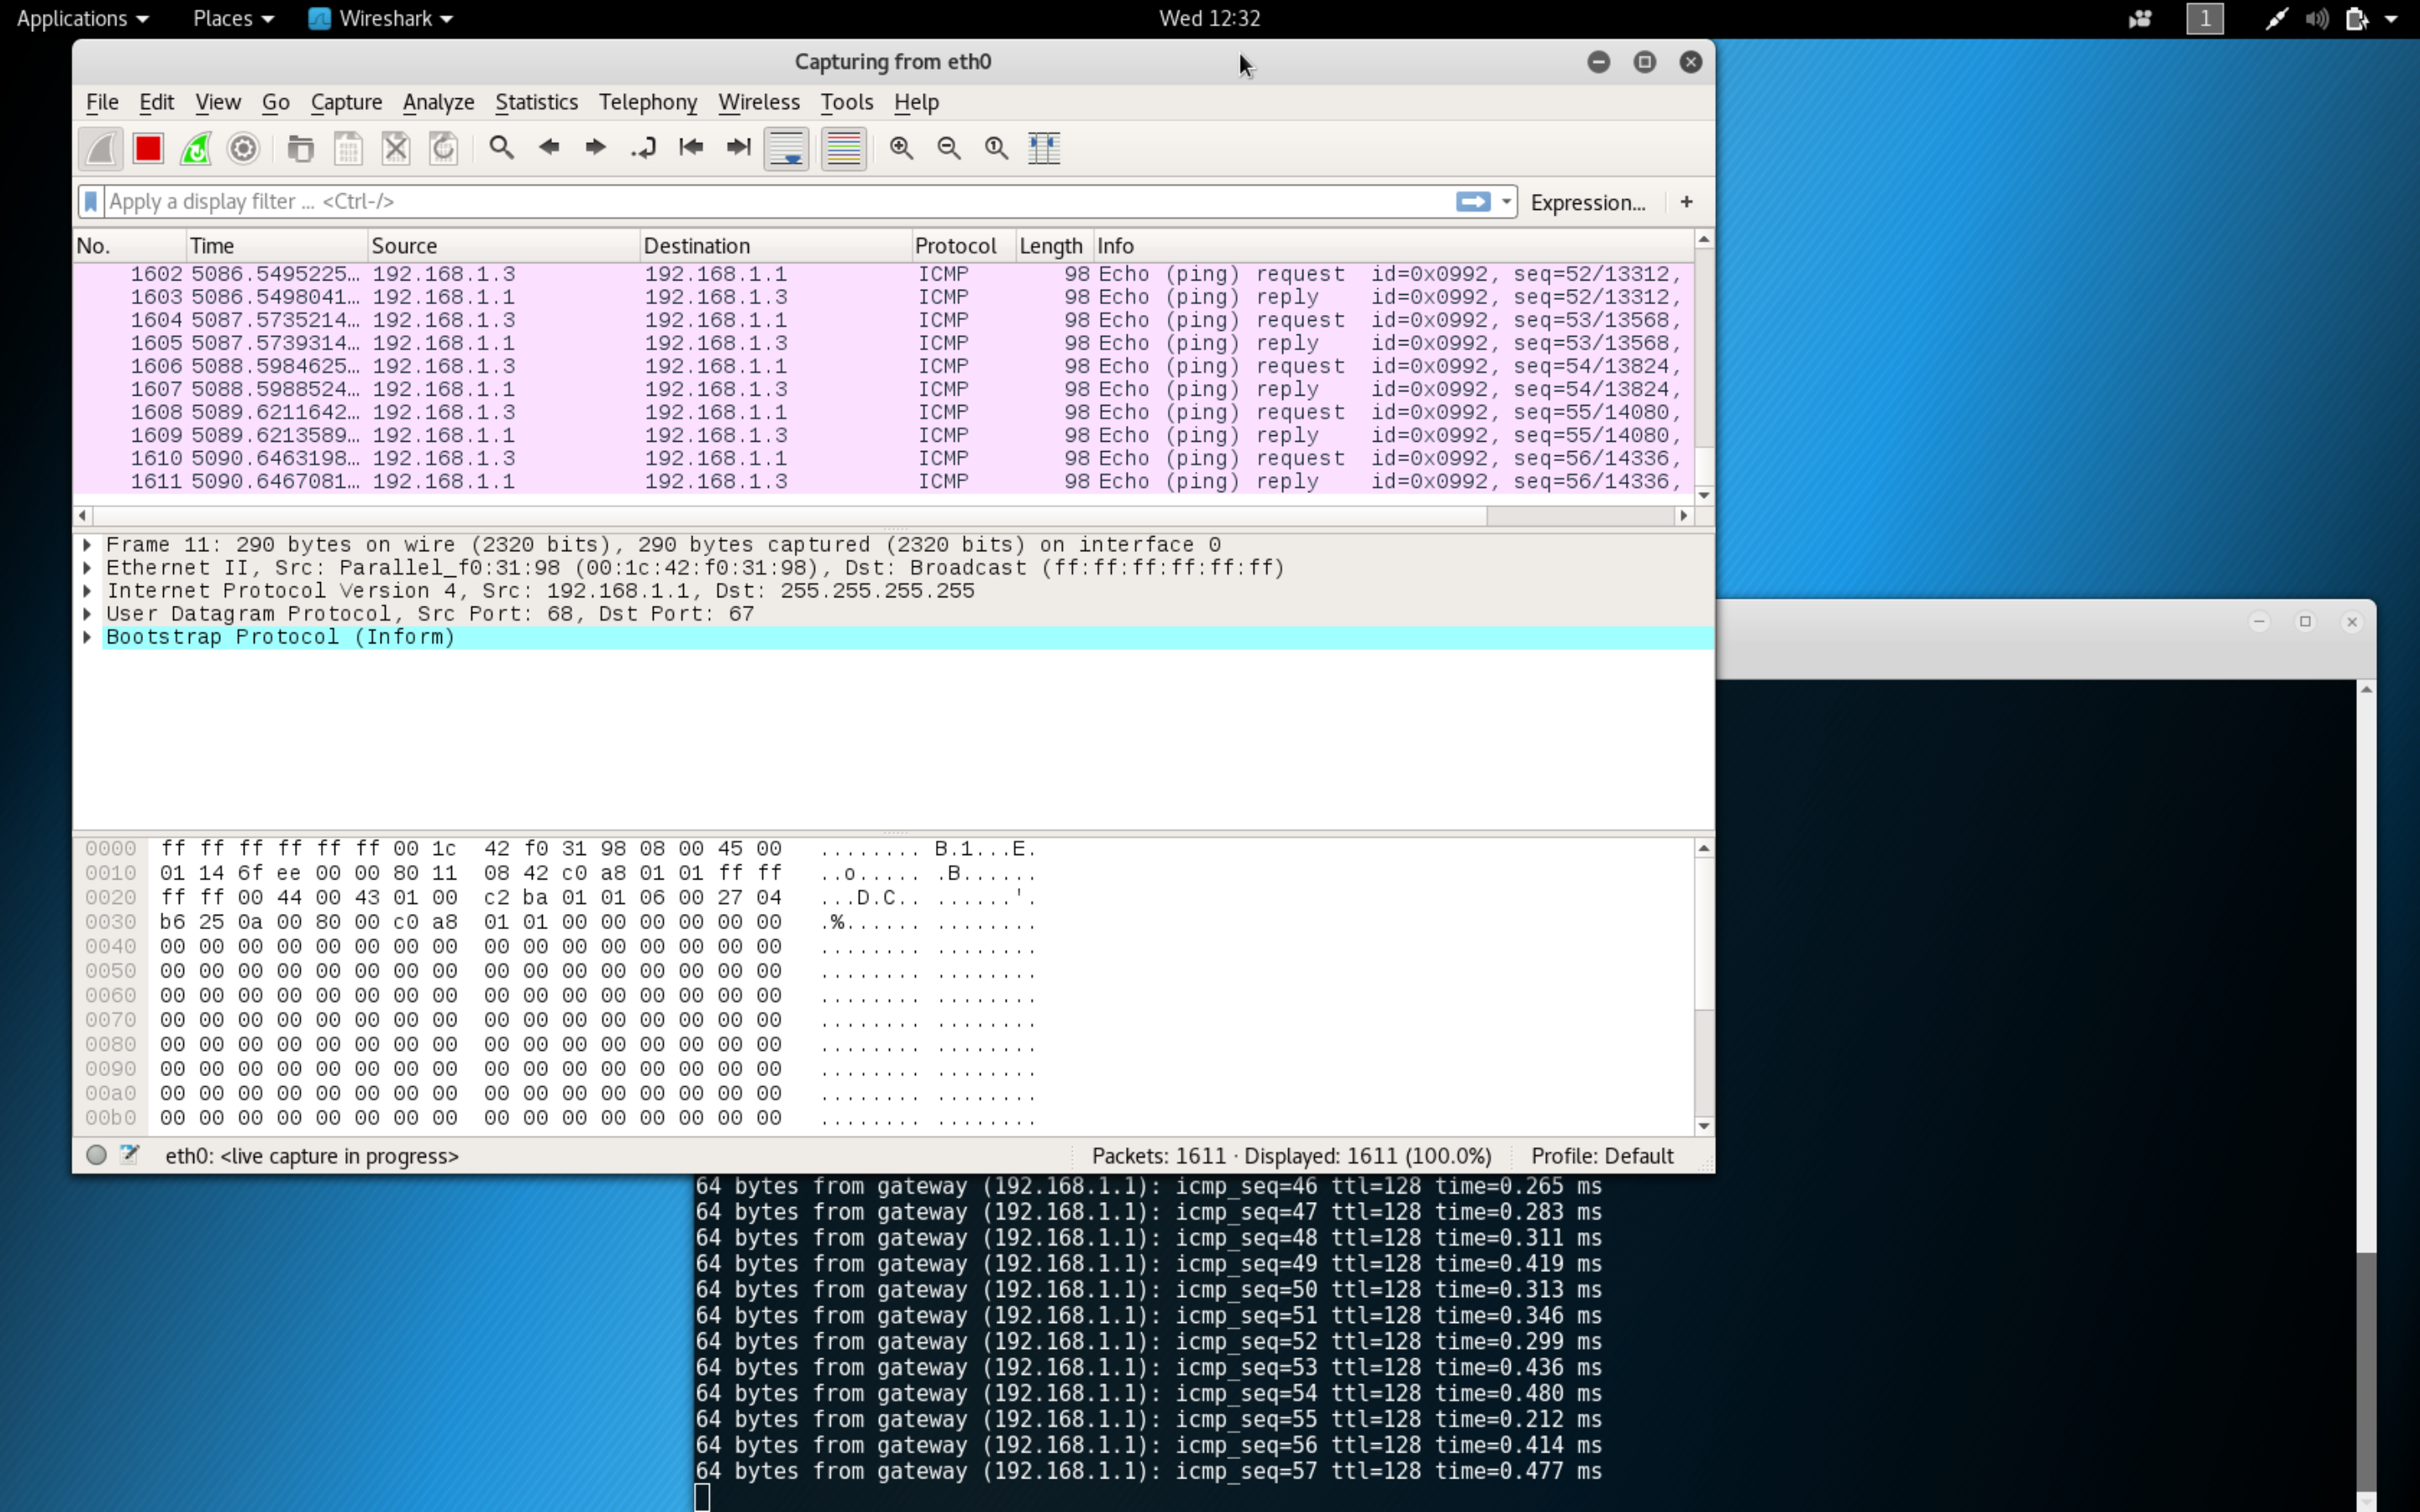 Applications Places Wireshark Wed 12:32 1
Capturing from eth0
File Edit View Go Capture Analyze Statistics Telephony Wireless Tools Help
Apply a display filter ... <Ctrl-/> Expression... +
No. Time Source Destination Protocol Length Info
1602 5086.5495225… 192.168.1.3 192.168.1.1 ICMP 98 Echo (ping) request id=0x0992, seq=52/13312,
1603 5086.5498041… 192.168.1.1 192.168.1.3 ICMP 98 Echo (ping) reply id=0x0992, seq=52/13312,
1604 5087.5735214… 192.168.1.3 192.168.1.1 ICMP 98 Echo (ping) request id=0x0992, seq=53/13568,
1605 5087.5739314… 192.168.1.1 192.168.1.3 ICMP 98 Echo (ping) reply id=0x0992, seq=53/13568,
1606 5088.5984625… 192.168.1.3 192.168.1.1 ICMP 98 Echo (ping) request id=0x0992, seq=54/13824,
1607 5088.5988524… 192.168.1.1 192.168.1.3 ICMP 98 Echo (ping) reply id=0x0992, seq=54/13824,
1608 5089.6211642… 192.168.1.3 192.168.1.1 ICMP 98 Echo (ping) request id=0x0992, seq=55/14080,
1609 5089.6213589… 192.168.1.1 192.168.1.3 ICMP 98 Echo (ping) reply id=0x0992, seq=55/14080,
1610 5090.6463198… 192.168.1.3 192.168.1.1 ICMP 98 Echo (ping) request id=0x0992, seq=56/14336,
1611 5090.6467081… 192.168.1.1 192.168.1.3 ICMP 98 Echo (ping) reply id=0x0992, seq=56/14336,
Frame 11: 290 bytes on wire (2320 bits), 290 bytes captured (2320 bits) on interface 0
Ethernet II, Src: Parallel_f0:31:98 (00:1c:42:f0:31:98), Dst: Broadcast (ff:ff:ff:ff:ff:ff)
Internet Protocol Version 4, Src: 192.168.1.1, Dst: 255.255.255.255
User Datagram Protocol, Src Port: 68, Dst Port: 67
Bootstrap Protocol (Inform)
0000 ff ff ff ff ff ff 00 1c 42 f0 31 98 08 00 45 00 ........ B.1...E.
0010 01 14 6f ee 00 00 80 11 08 42 c0 a8 01 01 ff ff ..o..... .B......
0020 ff ff 00 44 00 43 01 00 c2 ba 01 01 06 00 27 04 ...D.C.. ......'.
0030 b6 25 0a 00 80 00 c0 a8 01 01 00 00 00 00 00 00 .%...... ........
0040 00 00 00 00 00 00 00 00 00 00 00 00 00 00 00 00 ........ ........
0050 00 00 00 00 00 00 00 00 00 00 00 00 00 00 00 00 ........ ........
0060 00 00 00 00 00 00 00 00 00 00 00 00 00 00 00 00 ........ ........
0070 00 00 00 00 00 00 00 00 00 00 00 00 00 00 00 00 ........ ........
0080 00 00 00 00 00 00 00 00 00 00 00 00 00 00 00 00 ........ ........
0090 00 00 00 00 00 00 00 00 00 00 00 00 00 00 00 00 ........ ........
00a0 00 00 00 00 00 00 00 00 00 00 00 00 00 00 00 00 ........ ........
00b0 00 00 00 00 00 00 00 00 00 00 00 00 00 00 00 00 ........ ........
eth0: <live capture in progress> Packets: 1611 · Displayed: 1611 (100.0%) Profile: Default
64 bytes from gateway (192.168.1.1): icmp_seq=46 ttl=128 time=0.265 ms
64 bytes from gateway (192.168.1.1): icmp_seq=47 ttl=128 time=0.283 ms
64 bytes from gateway (192.168.1.1): icmp_seq=48 ttl=128 time=0.311 ms
64 bytes from gateway (192.168.1.1): icmp_seq=49 ttl=128 time=0.419 ms
64 bytes from gateway (192.168.1.1): icmp_seq=50 ttl=128 time=0.313 ms
64 bytes from gateway (192.168.1.1): icmp_seq=51 ttl=128 time=0.346 ms
64 bytes from gateway (192.168.1.1): icmp_seq=52 ttl=128 time=0.299 ms
64 bytes from gateway (192.168.1.1): icmp_seq=53 ttl=128 time=0.436 ms
64 bytes from gateway (192.168.1.1): icmp_seq=54 ttl=128 time=0.480 ms
64 bytes from gateway (192.168.1.1): icmp_seq=55 ttl=128 time=0.212 ms
64 bytes from gateway (192.168.1.1): icmp_seq=56 ttl=128 time=0.414 ms
64 bytes from gateway (192.168.1.1): icmp_seq=57 ttl=128 time=0.477 ms